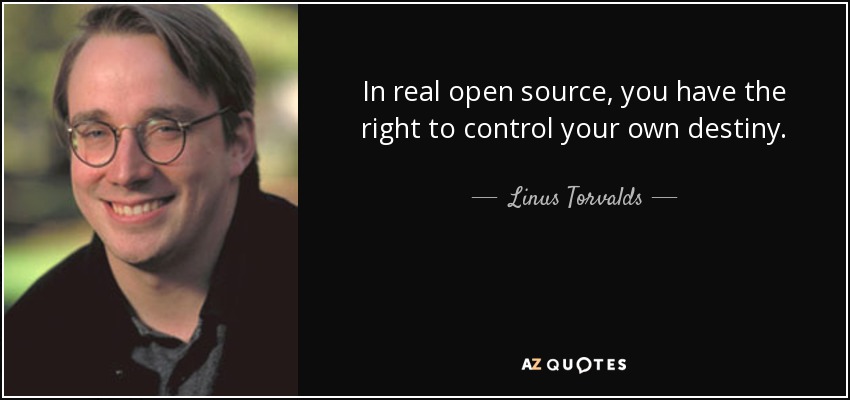 In real open source, you have the
right to control your own destiny.
— Linus Torvalds —
AZ QUOTES